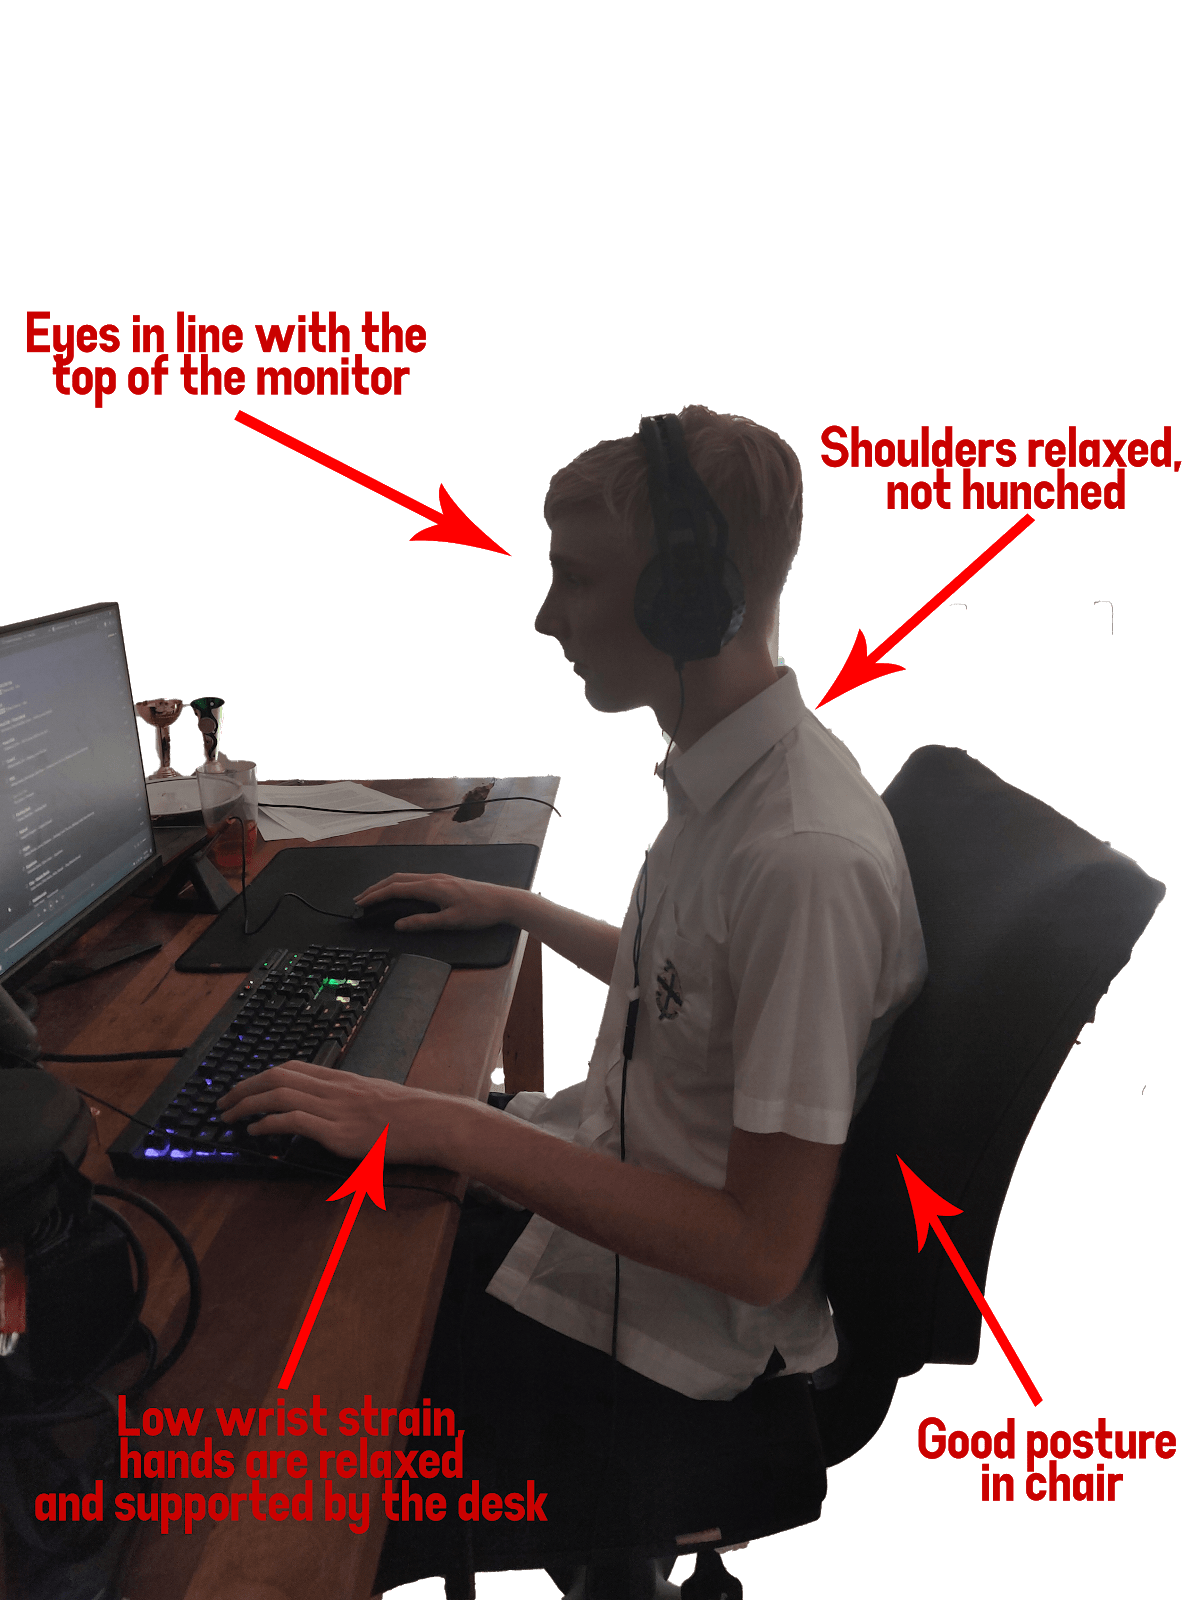 Eyes in line with the
top of the monitor
Shoulders relaxed,
not hunched
Low wrist strain,
hands are relaxed
and supported by the desk
Good posture
in chair